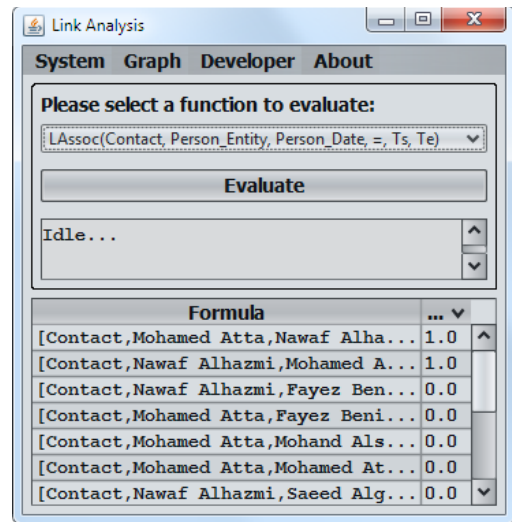 Link Analysis
System Graph Developer About
Please select a function to evaluate:
LAssoc(Contact, Person_Entity, Person_Date, =, Ts, Te)
Evaluate
Idle...
Formula ...
[Contact,Mohamed Atta,Nawaf Alha... 1.0
[Contact,Nawaf Alhazmi,Mohamed A... 1.0
[Contact,Nawaf Alhazmi,Fayez Ben... 0.0
[Contact,Mohamed Atta,Fayez Beni... 0.0
[Contact,Mohamed Atta,Mohand Als... 0.0
[Contact,Mohamed Atta,Mohamed At... 0.0
[Contact,Nawaf Alhazmi,Saeed Alg... 0.0